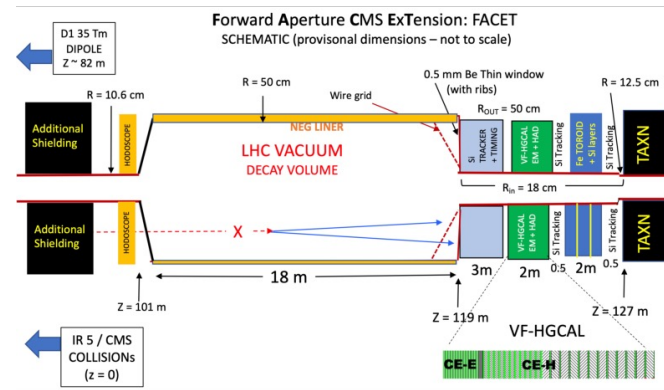 Forward Aperture CMS ExTension: FACET
SCHEMATIC (provisonal dimensions – not to scale)
D1 35 Tm
DIPOLE
Z ~ 82 m
R = 10.6 cm
R = 50 cm
Wire grid
0.5 mm Be Thin window
(with ribs)
R = 12.5 cm
ROUT = 50 cm
Additional
Shielding
HODOSCOPE
NEG LINER
LHC VACUUM
DECAY VOLUME
Si
TRACKER
+ TIMING
VF-HGCAL
EM + HAD
Si Tracking
Fe TOROID
+ Si layers
Si Tracking
TAXN
Rin = 18 cm
Additional
Shielding
HODOSCOPE
X
VF-HGCAL
EM + HAD
Si Tracking
Si Tracking
TAXN
18 m
3m
2m
0.5
2m
0.5
Z = 101 m
Z = 119 m
Z = 127 m
IR 5 / CMS
COLLISIONs
(z = 0)
VF-HGCAL
CE-E
CE-H